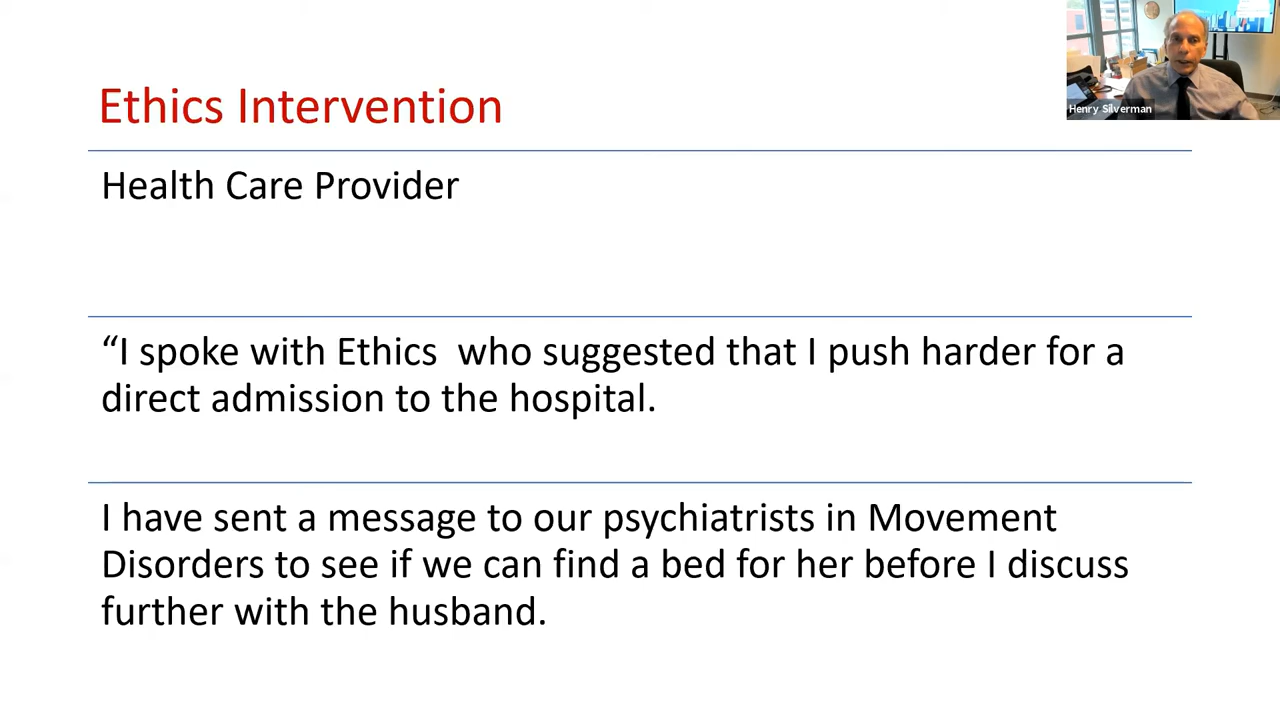 Ethics Intervention
Henry Silverman
Health Care Provider
“I spoke with Ethics  who suggested that I push harder for a
direct admission to the hospital.
I have sent a message to our psychiatrists in Movement
Disorders to see if we can find a bed for her before I discuss
further with the husband.